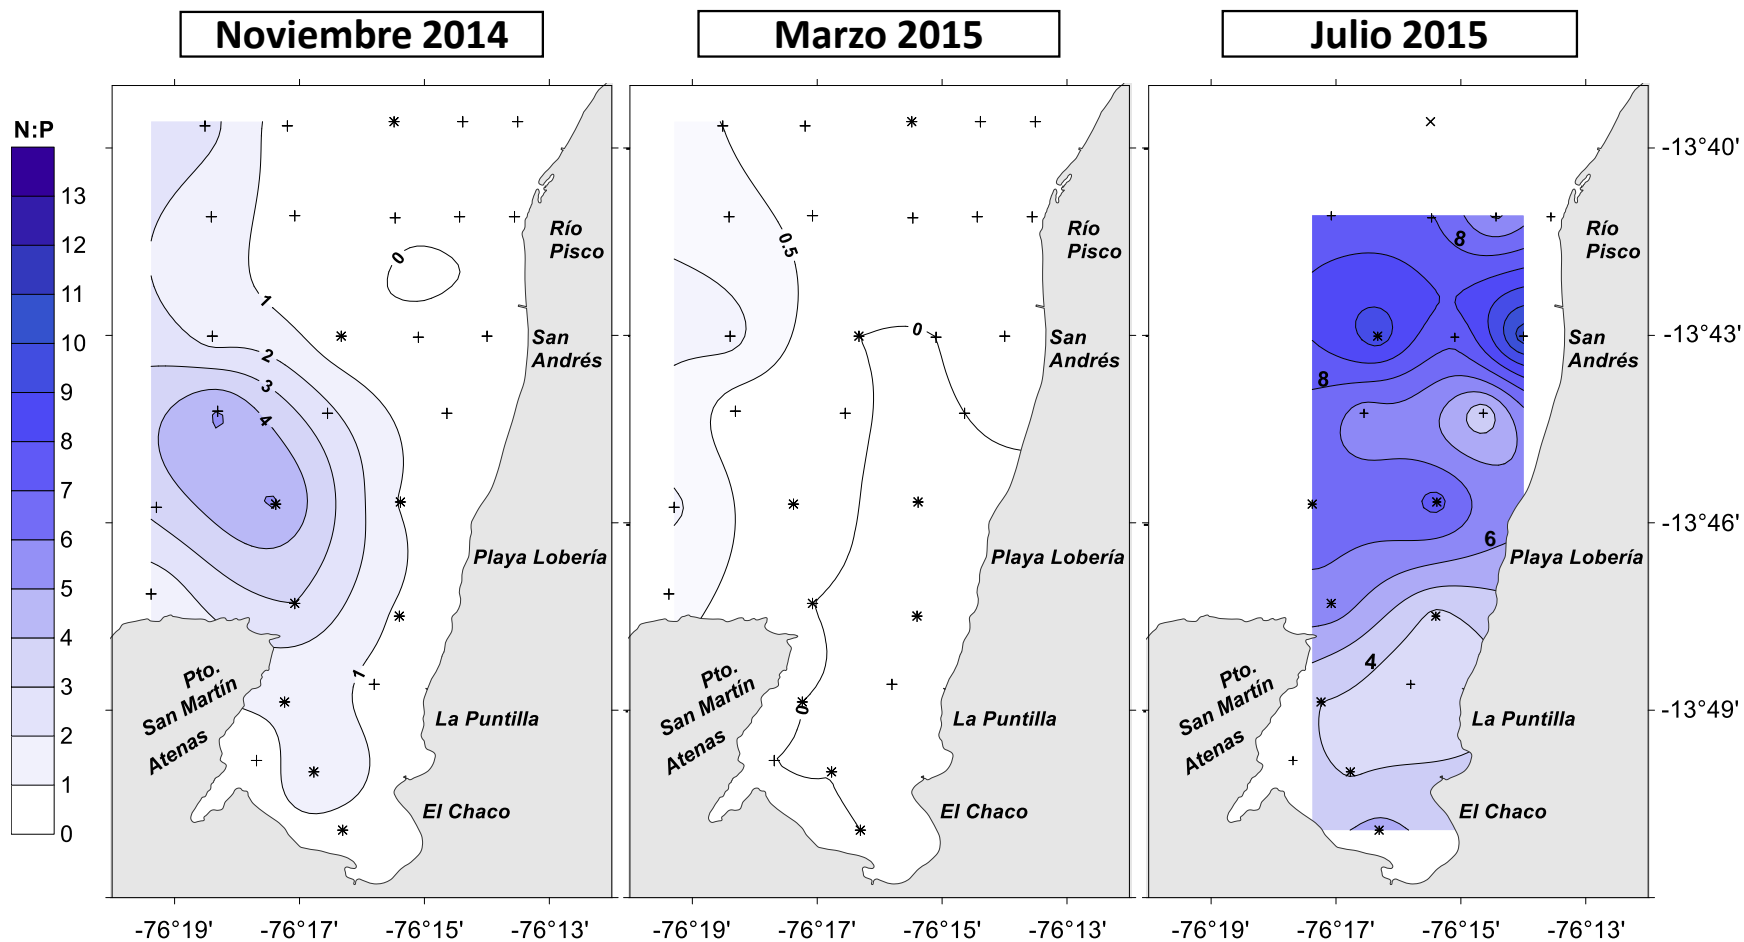 Noviembre 2014
Marzo 2015
Julio 2015
N:P
13
12
11
10
9
8
7
6
5
4
3
2
1
0
0
1
2
3
4
1
Río
Pisco
San
Andrés
Playa Lobería
Pto.
San Martín
Atenas
La Puntilla
El Chaco
-76°19'
-76°17'
-76°15'
-76°13'
0.5
0
0
Río
Pisco
San
Andrés
Playa Lobería
Pto.
San Martín
Atenas
La Puntilla
El Chaco
-76°19'
-76°17'
-76°15'
-76°13'
8
8
6
4
Río
Pisco
San
Andrés
Playa Lobería
Pto.
San Martín
Atenas
La Puntilla
El Chaco
-76°19'
-76°17'
-76°15'
-76°13'
-13°40'
-13°43'
-13°46'
-13°49'